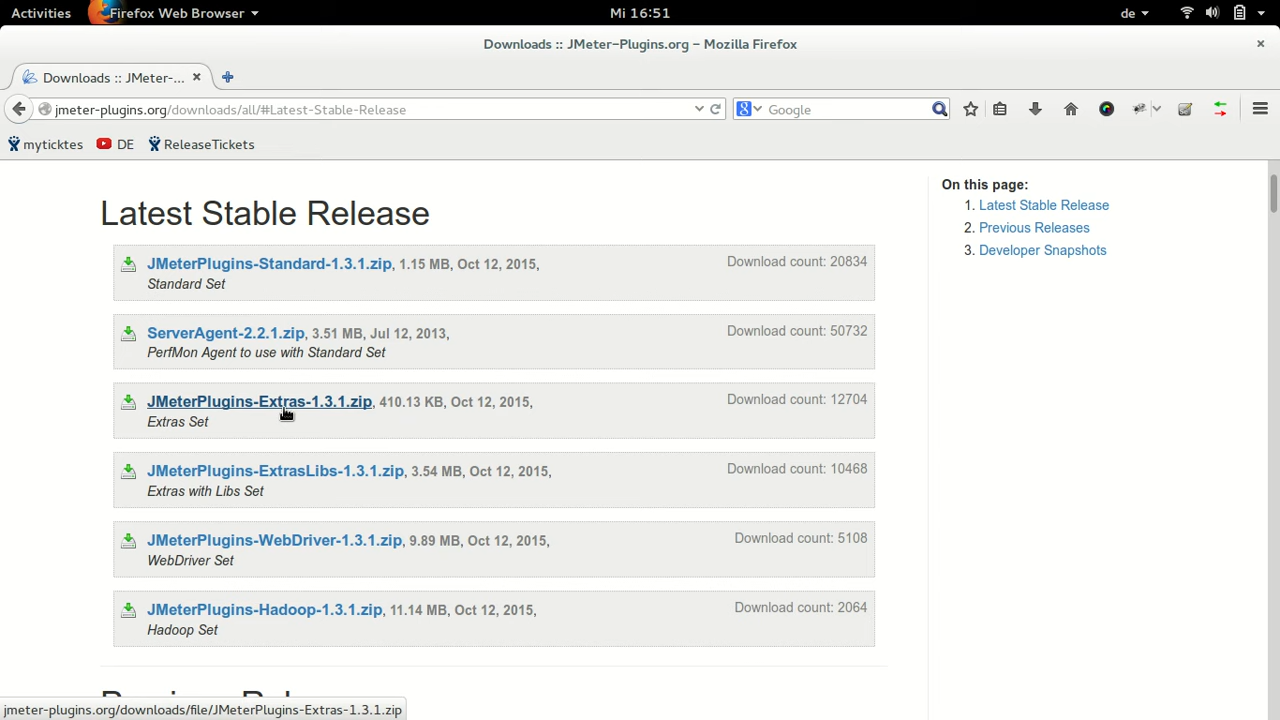 Activities Firefox Web Browser Mi 16:51 de
Downloads :: JMeter-Plugins.org – Mozilla Firefox ×
Downloads :: JMeter-... ×
jmeter-plugins.org/downloads/all/#Latest-Stable-Release Google
myticktes DE ReleaseTickets
Latest Stable Release
JMeterPlugins-Standard-1.3.1.zip, 1.15 MB, Oct 12, 2015, Download count: 20834
Standard Set
ServerAgent-2.2.1.zip, 3.51 MB, Jul 12, 2013, Download count: 50732
PerfMon Agent to use with Standard Set
JMeterPlugins-Extras-1.3.1.zip, 410.13 KB, Oct 12, 2015, Download count: 12704
Extras Set
JMeterPlugins-ExtrasLibs-1.3.1.zip, 3.54 MB, Oct 12, 2015, Download count: 10468
Extras with Libs Set
JMeterPlugins-WebDriver-1.3.1.zip, 9.89 MB, Oct 12, 2015, Download count: 5108
WebDriver Set
JMeterPlugins-Hadoop-1.3.1.zip, 11.14 MB, Oct 12, 2015, Download count: 2064
Hadoop Set
On this page:
1. Latest Stable Release
2. Previous Releases
3. Developer Snapshots
jmeter-plugins.org/downloads/file/JMeterPlugins-Extras-1.3.1.zip